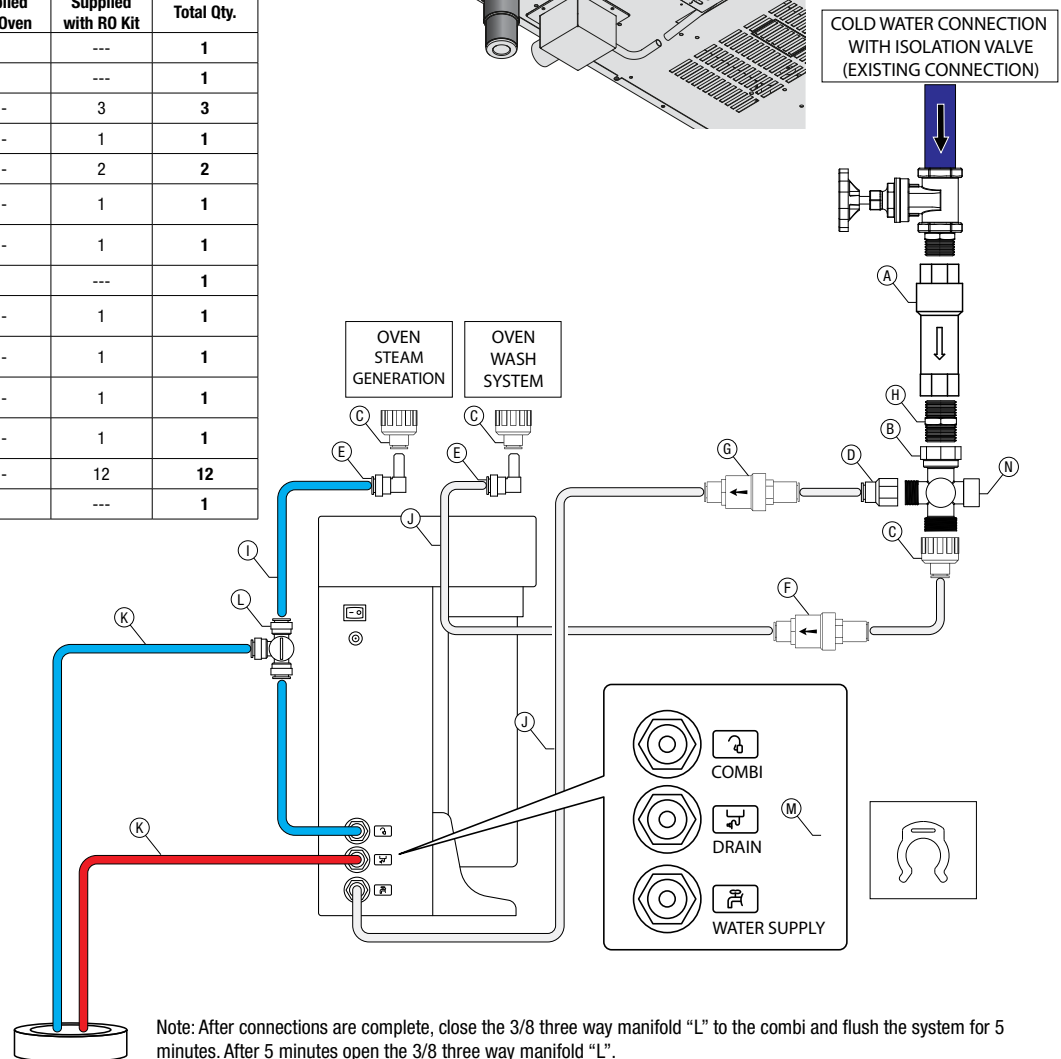 plied Supplied Total Qty.
Oven with RO Kit
--- 1
--- 1
- 3 3
- 1 1
- 2 2
- 1 1
- 1 1
--- 1
- 1 1
- 1 1
- 1 1
- 1 1
- 12 12
--- 1
COLD WATER CONNECTION
WITH ISOLATION VALVE
(EXISTING CONNECTION)
A
H
B
N
D
G
C
F
OVEN
STEAM
GENERATION
OVEN
WASH
SYSTEM
C
C
E
E
J
I
L
K
J
K
COMBI
DRAIN
WATER SUPPLY
M
Note: After connections are complete, close the 3/8 three way manifold “L” to the combi and flush the system for 5
minutes. After 5 minutes open the 3/8 three way manifold “L”.